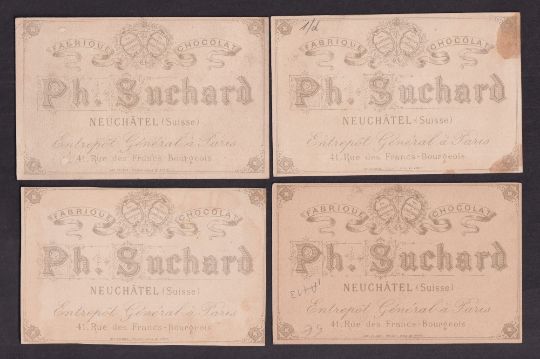 FABRIQUE CHOCOLAT
Ph. Suchard
NEUCHÂTEL (Suisse)
Entrepôt Général à Paris
41, Rue des Francs-Bourgeois
FABRIQUE CHOCOLAT
Ph. Suchard
NEUCHÂTEL (Suisse)
Entrepôt Général à Paris
41, Rue des Francs-Bourgeois
FABRIQUE CHOCOLAT
Ph. Suchard
NEUCHÂTEL (Suisse)
Entrepôt Général à Paris
41, Rue des Francs-Bourgeois
FABRIQUE CHOCOLAT
Ph. Suchard
NEUCHÂTEL (Suisse)
Entrepôt Général à Paris
41, Rue des Francs-Bourgeois